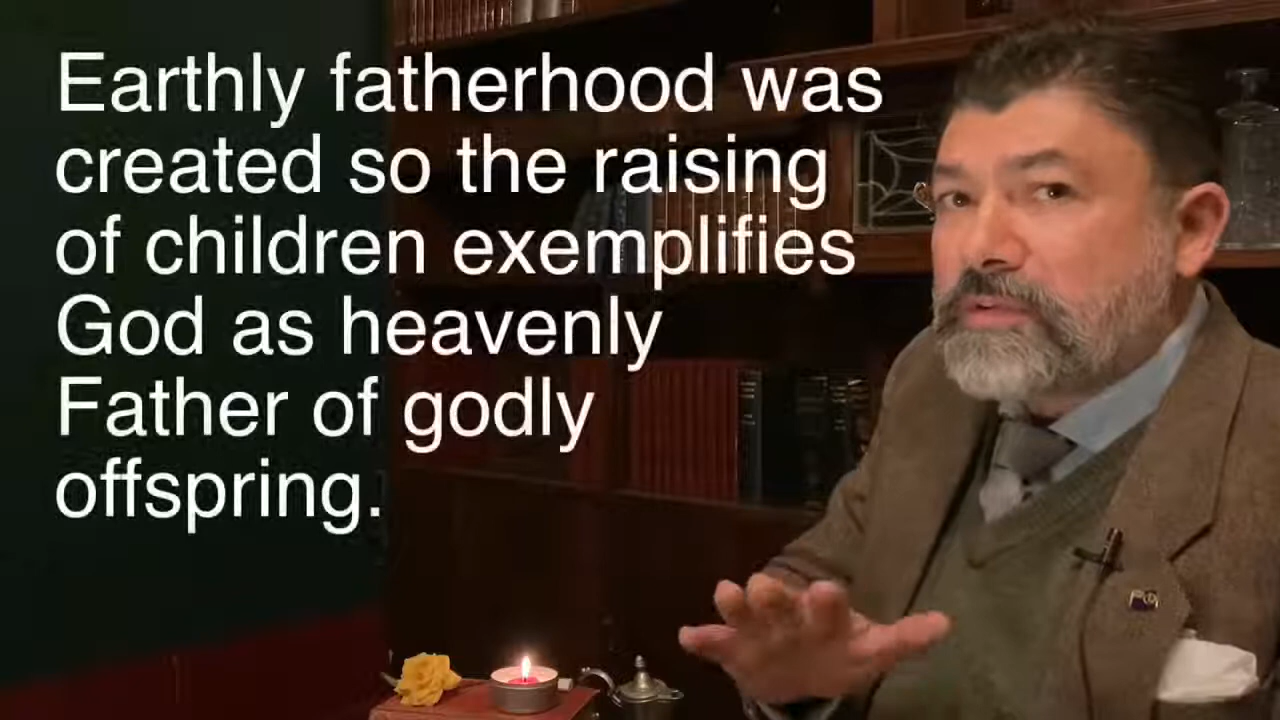 Earthly fatherhood was
created so the raising
of children exemplifies
God as heavenly
Father of godly
offspring.